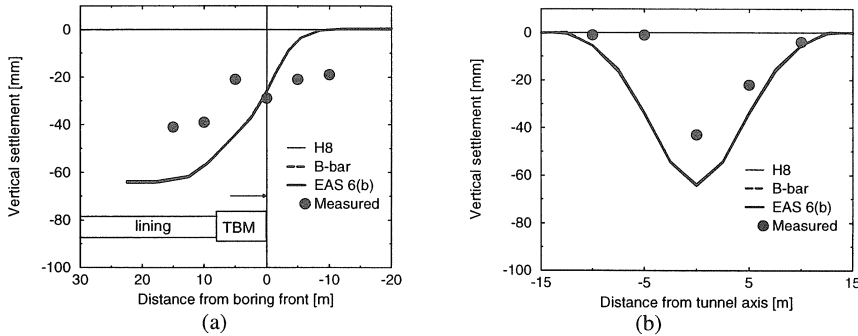 0
-20
-40
-60
-80
-100
Vertical settlement [mm]
H8
B-bar
EAS 6(b)
Measured
lining
TBM
30
20
10
0
-10
-20
Distance from boring front [m]
(a)
0
-20
-40
-60
-80
-100
Vertical settlement [mm]
H8
B-bar
EAS 6(b)
Measured
-15
-10
-5
0
5
10
15
Distance from tunnel axis [m]
(b)